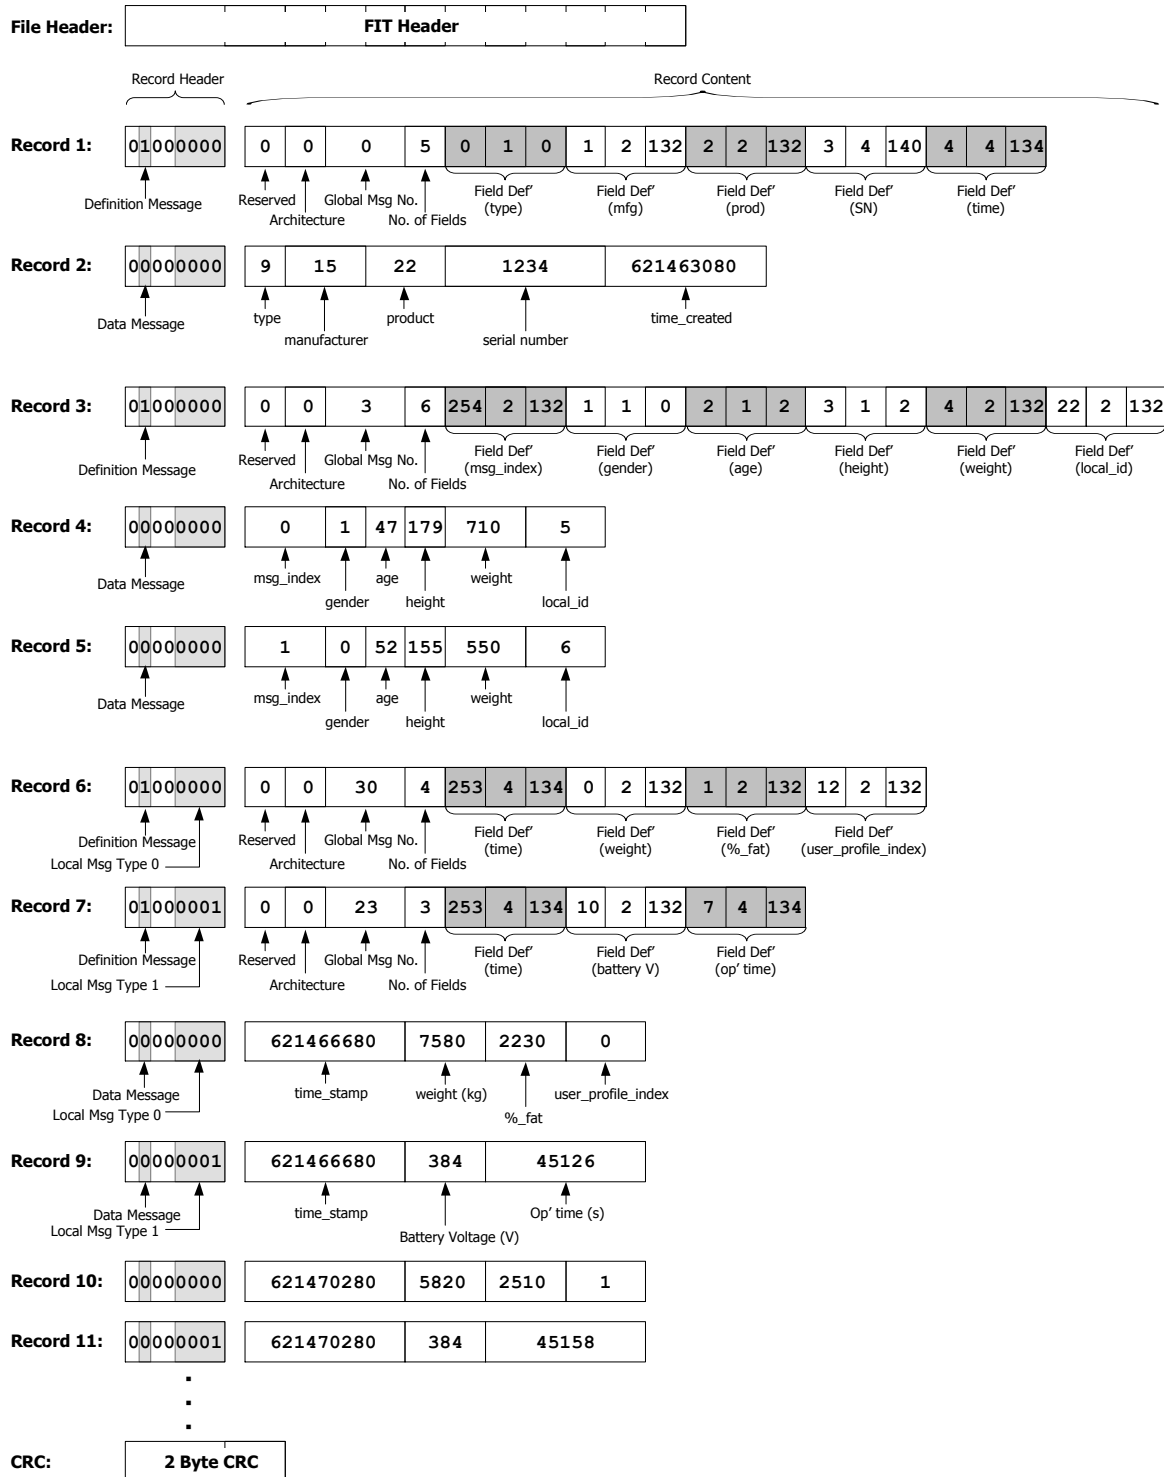 File Header: FIT Header
Record Header Record Content
Record 1: 01000000 0 0 0 5 0 1 0 1 2 132 2 2 132 3 4 140 4 4 134
Definition Message Reserved Architecture Global Msg No. No. of Fields Field Def' (type) Field Def' (mfg) Field Def' (prod) Field Def' (SN) Field Def' (time)
Record 2: 00000000 9 15 22 1234 621463080
Data Message type manufacturer product serial number time_created
Record 3: 01000000 0 0 3 6 254 2 132 1 1 0 2 1 2 3 1 2 4 2 132 22 2 132
Definition Message Reserved Architecture Global Msg No. No. of Fields Field Def' (msg_index) Field Def' (gender) Field Def' (age) Field Def' (height) Field Def' (weight) Field Def' (local_id)
Record 4: 00000000 0 1 47 179 710 5
Data Message msg_index gender age height weight local_id
Record 5: 00000000 1 0 52 155 550 6
Data Message msg_index gender age height weight local_id
Record 6: 01000000 0 0 30 4 253 4 134 0 2 132 1 2 132 12 2 132
Definition Message Local Msg Type 0 Reserved Architecture Global Msg No. No. of Fields Field Def' (time) Field Def' (weight) Field Def' (%_fat) Field Def' (user_profile_index)
Record 7: 01000001 0 0 23 3 253 4 134 10 2 132 7 4 134
Definition Message Local Msg Type 1 Reserved Architecture Global Msg No. No. of Fields Field Def' (time) Field Def' (battery V) Field Def' (op' time)
Record 8: 00000000 621466680 7580 2230 0
Data Message Local Msg Type 0 time_stamp weight (kg) %_fat user_profile_index
Record 9: 00000001 621466680 384 45126
Data Message Local Msg Type 1 time_stamp Battery Voltage (V) Op' time (s)
Record 10: 00000000 621470280 5820 2510 1
Record 11: 00000001 621470280 384 45158
CRC: 2 Byte CRC